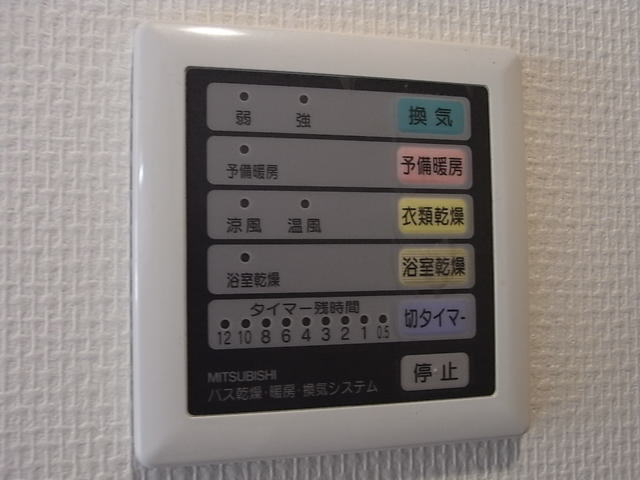 弱 強 換気
予備暖房 予備暖房
涼風 温風 衣類乾燥
浴室乾燥 浴室乾燥
タイマー残時間
12 10 8 6 4 3 2 1 0.5 切タイマー
停止
MITSUBISHI
バス乾燥・暖房・換気システム